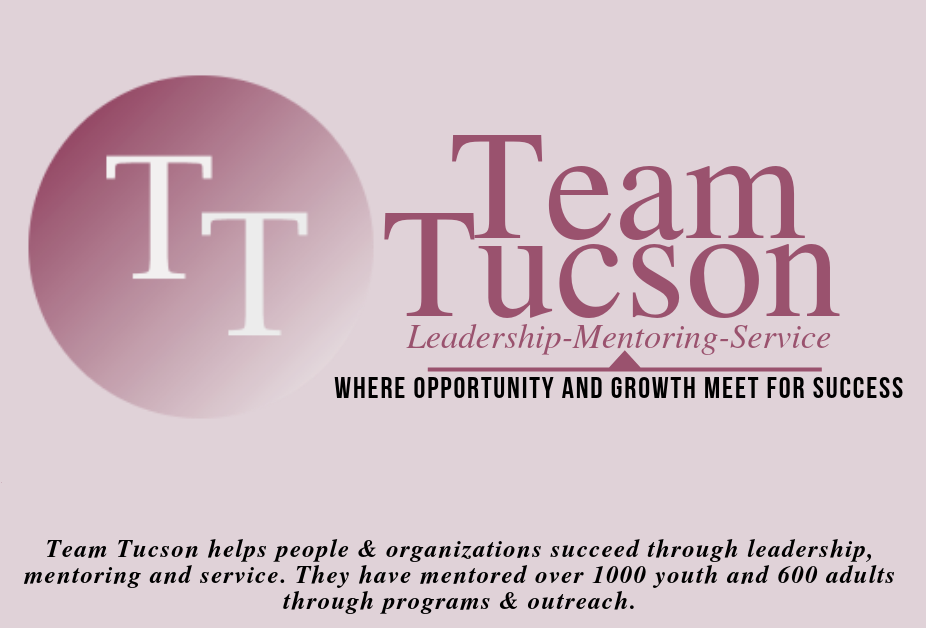 T
T
Team
Tucson
Leadership-Mentoring-Service
WHERE OPPORTUNITY AND GROWTH MEET FOR SUCCESS
Team Tucson helps people & organizations succeed through leadership,
mentoring and service. They have mentored over 1000 youth and 600 adults
through programs & outreach.